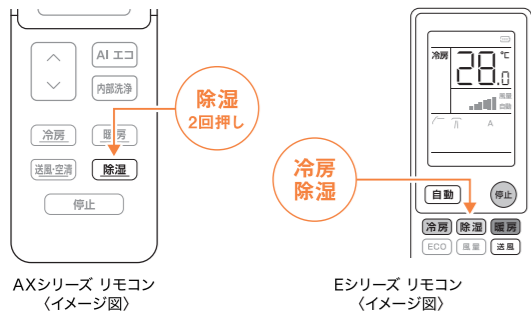 AI エコ
内部洗浄
冷房
暖房
送風・空清
除湿
停止
除湿
2回押し
AXシリーズ リモコン
〈イメージ図〉
冷房
28.0
℃
風量
自動
A
自動
停止
冷房
除湿
暖房
ECO
風量
送風
冷房
除湿
Eシリーズ リモコン
〈イメージ図〉